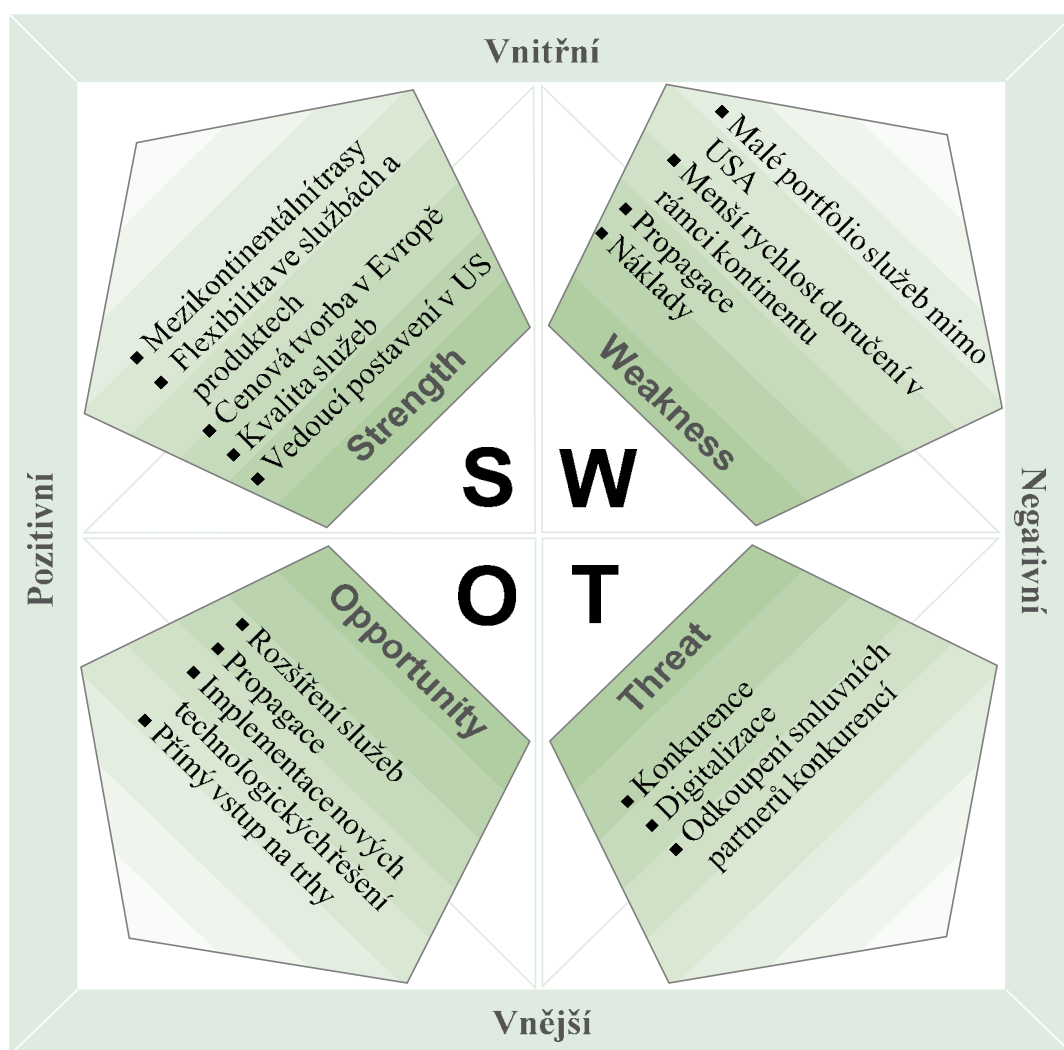 Vnitřní
Mezikontinentální trasy
Flexibilita ve službách a
produktech
Cenová tvorba v Evropě
Kvalita služeb
Vedoucí postavení v US
Strength
Malé portfolio služeb mimo
USA
Menší rychlost doručení v
rámci kontinentu
Propagace
Náklady
Weakness
S W
Pozitivní
Negativní
O T
Opportunity
Rozšíření služeb
Propagace
Implementace nových
technologických řešení
Přímý vstup na trhy
Threat
Konkurence
Digitalizace
Odkoupení smluvních
partnerů konkurencí
Vnější